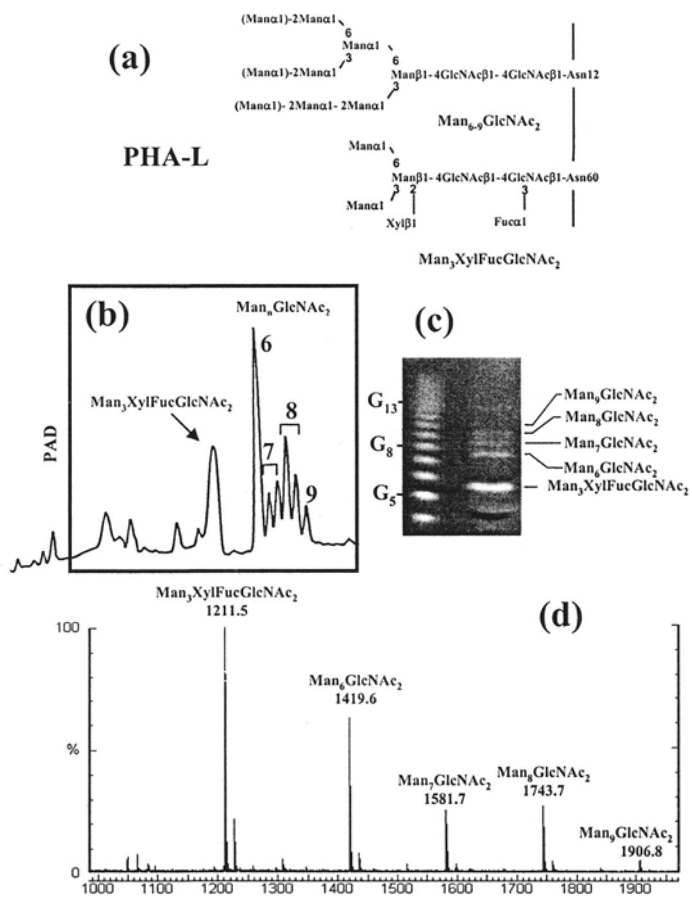 (a)
(Manα1)-2Manα1
6
Manα1
3
6
(Manα1)-2Manα1
Manβ1- 4GlcNAcβ1- 4GlcNAcβ1-Asn12
3
(Manα1)- 2Manα1- 2Manα1
Man6-9GlcNAc2
PHA-L
Manα1
6
Manβ1- 4GlcNAcβ1-4GlcNAcβ1-Asn60
3 2 3
Manα1
Xylβ1 Fucα1
Man3XylFucGlcNAc2
(b)
MannGlcNAc2
6
Man3XylFucGlcNAc2
8
7
9
PAD
(c)
G13
G8
G5
Man9GlcNAc2
Man8GlcNAc2
Man7GlcNAc2
Man6GlcNAc2
Man3XylFucGlcNAc2
(d)
Man3XylFucGlcNAc2
1211.5
Man6GlcNAc2
1419.6
Man7GlcNAc2
1581.7
Man8GlcNAc2
1743.7
Man9GlcNAc2
1906.8
100
%
0
1000 1100 1200 1300 1400 1500 1600 1700 1800 1900